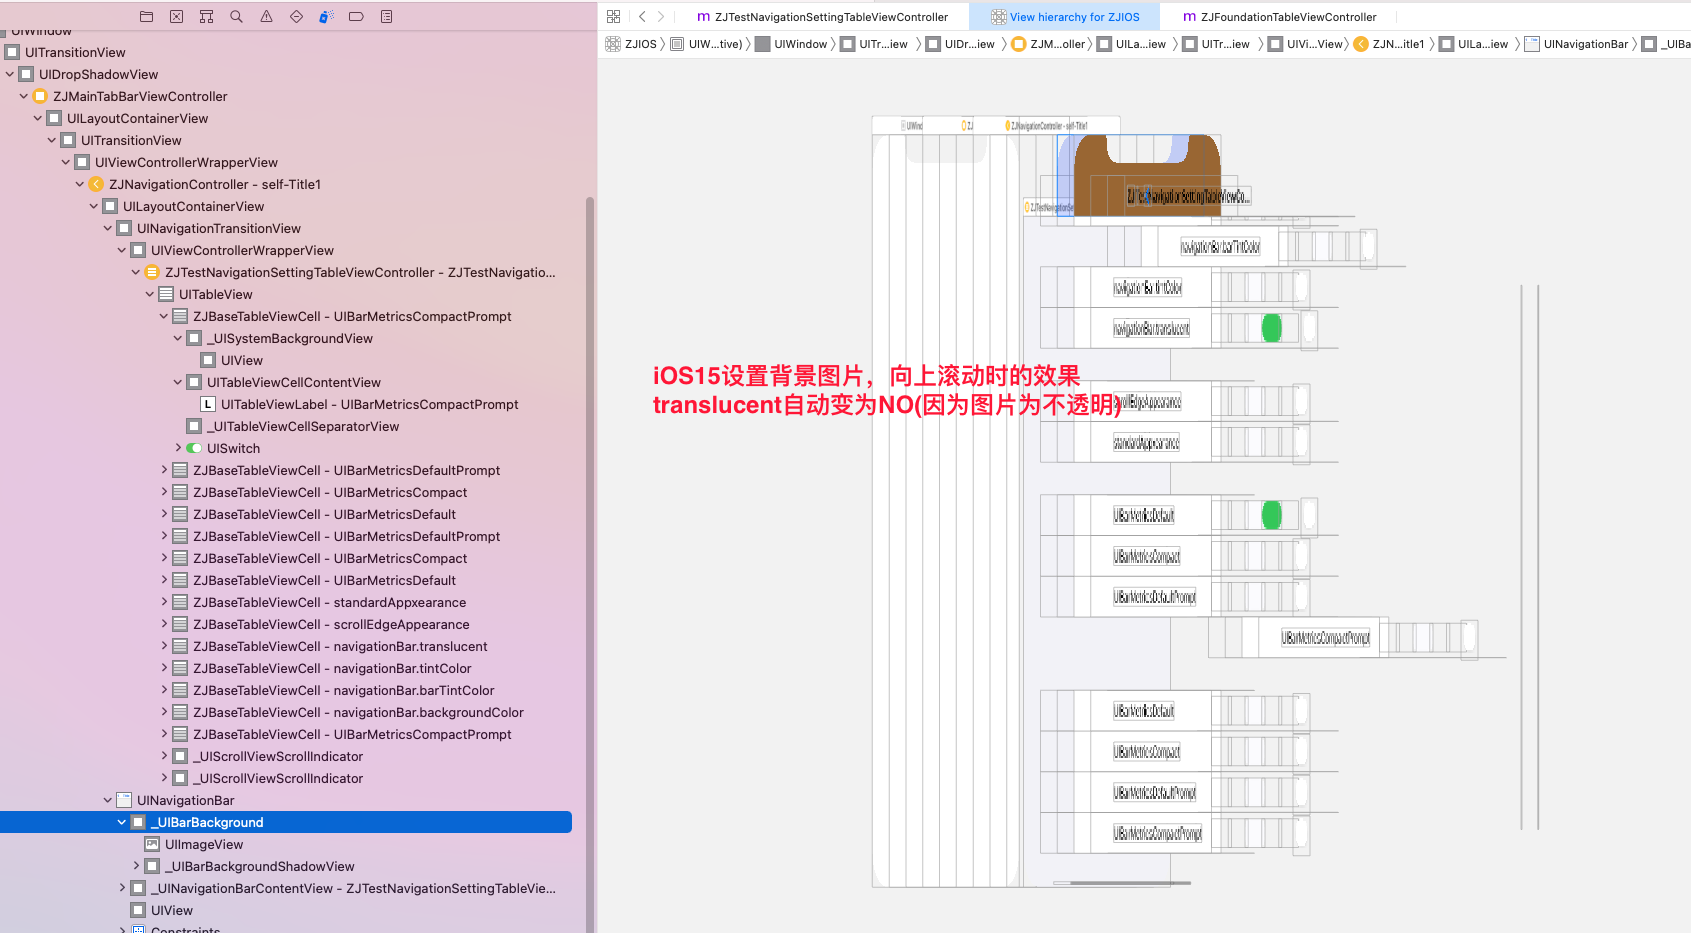 ZJTestNavigationSettingTableViewController
View hierarchy for ZJIOS
ZJFoundationTableViewController
ZJIOS
UIW...tive)
UIWindow
UITr...iew
UIDr...iew
ZJM...oller
UILa...iew
UITr...iew
UIVi...View
ZJN...itle1
UILa...iew
UINavigationBar
_UIBa
UIWindow
UITransitionView
UIDropShadowView
ZJMainTabBarViewController
UILayoutContainerView
UITransitionView
UIViewControllerWrapperView
ZJNavigationController - self-Title1
UILayoutContainerView
UINavigationTransitionView
UIViewControllerWrapperView
ZJTestNavigationSettingTableViewController - ZJTestNavigatio...
UITableView
ZJBaseTableViewCell - UIBarMetricsCompactPrompt
_UISystemBackgroundView
UIView
UITableViewCellContentView
L UITableViewLabel - UIBarMetricsCompactPrompt
_UITableViewCellSeparatorView
UISwitch
ZJBaseTableViewCell - UIBarMetricsDefaultPrompt
ZJBaseTableViewCell - UIBarMetricsCompact
ZJBaseTableViewCell - UIBarMetricsDefault
ZJBaseTableViewCell - UIBarMetricsDefaultPrompt
ZJBaseTableViewCell - UIBarMetricsCompact
ZJBaseTableViewCell - UIBarMetricsDefault
ZJBaseTableViewCell - standardAppxearance
ZJBaseTableViewCell - scrollEdgeAppearance
ZJBaseTableViewCell - navigationBar.translucent
ZJBaseTableViewCell - navigationBar.tintColor
ZJBaseTableViewCell - navigationBar.barTintColor
ZJBaseTableViewCell - navigationBar.backgroundColor
ZJBaseTableViewCell - UIBarMetricsCompactPrompt
_UIScrollViewScrollIndicator
_UIScrollViewScrollIndicator
UINavigationBar
_UIBarBackground
UIImageView
_UIBarBackgroundShadowView
_UINavigationBarContentView - ZJTestNavigationSettingTableVie...
UIView
Constraints
UIWind
ZJ
ZJNavigationController - self-Title1
ZJTestNavigationSe
ZJTestNavigationSettingTableViewCo...
navigationBar.barTintColor
navigationBar.tintColor
navigationBar.translucent
iOS15设置背景图片，向上滚动时的效果
translucent自动变为NO(因为图片为不透明)
scrollEdgeAppearance
standardAppxearance
UIBarMetricsDefault
UIBarMetricsCompact
UIBarMetricsDefaultPrompt
UIBarMetricsCompactPrompt
UIBarMetricsDefault
UIBarMetricsCompact
UIBarMetricsDefaultPrompt
UIBarMetricsCompactPrompt